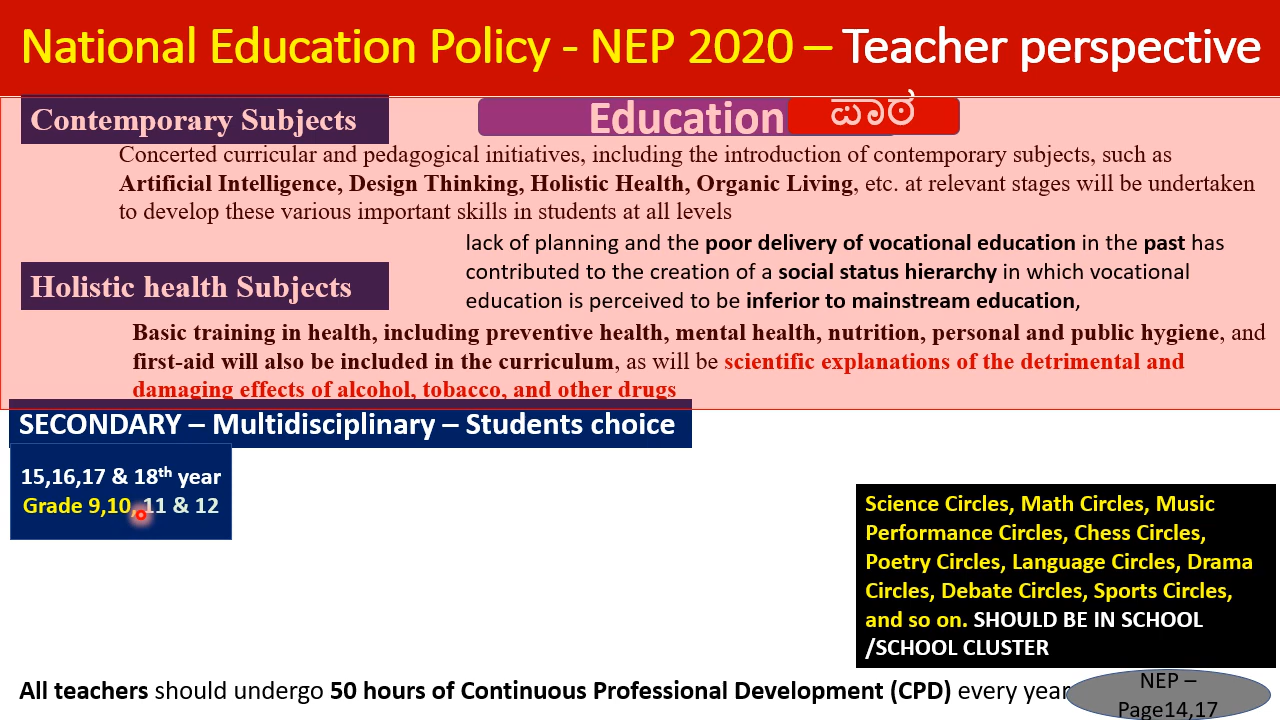 National Education Policy - NEP 2020 – Teacher perspective
Contemporary Subjects
Education
ಪಾಠ
Concerted curricular and pedagogical initiatives, including the introduction of contemporary subjects, such as
Artificial Intelligence, Design Thinking, Holistic Health, Organic Living, etc. at relevant stages will be undertaken
to develop these various important skills in students at all levels
lack of planning and the poor delivery of vocational education in the past has
contributed to the creation of a social status hierarchy in which vocational
education is perceived to be inferior to mainstream education,
Holistic health Subjects
Basic training in health, including preventive health, mental health, nutrition, personal and public hygiene, and
first-aid will also be included in the curriculum, as will be scientific explanations of the detrimental and
damaging effects of alcohol, tobacco, and other drugs
SECONDARY – Multidisciplinary – Students choice
15,16,17 & 18th year
Grade 9,10, 11 & 12
Science Circles, Math Circles, Music
Performance Circles, Chess Circles,
Poetry Circles, Language Circles, Drama
Circles, Debate Circles, Sports Circles,
and so on. SHOULD BE IN SCHOOL
/SCHOOL CLUSTER
All teachers should undergo 50 hours of Continuous Professional Development (CPD) every year
NEP –
Page14,17